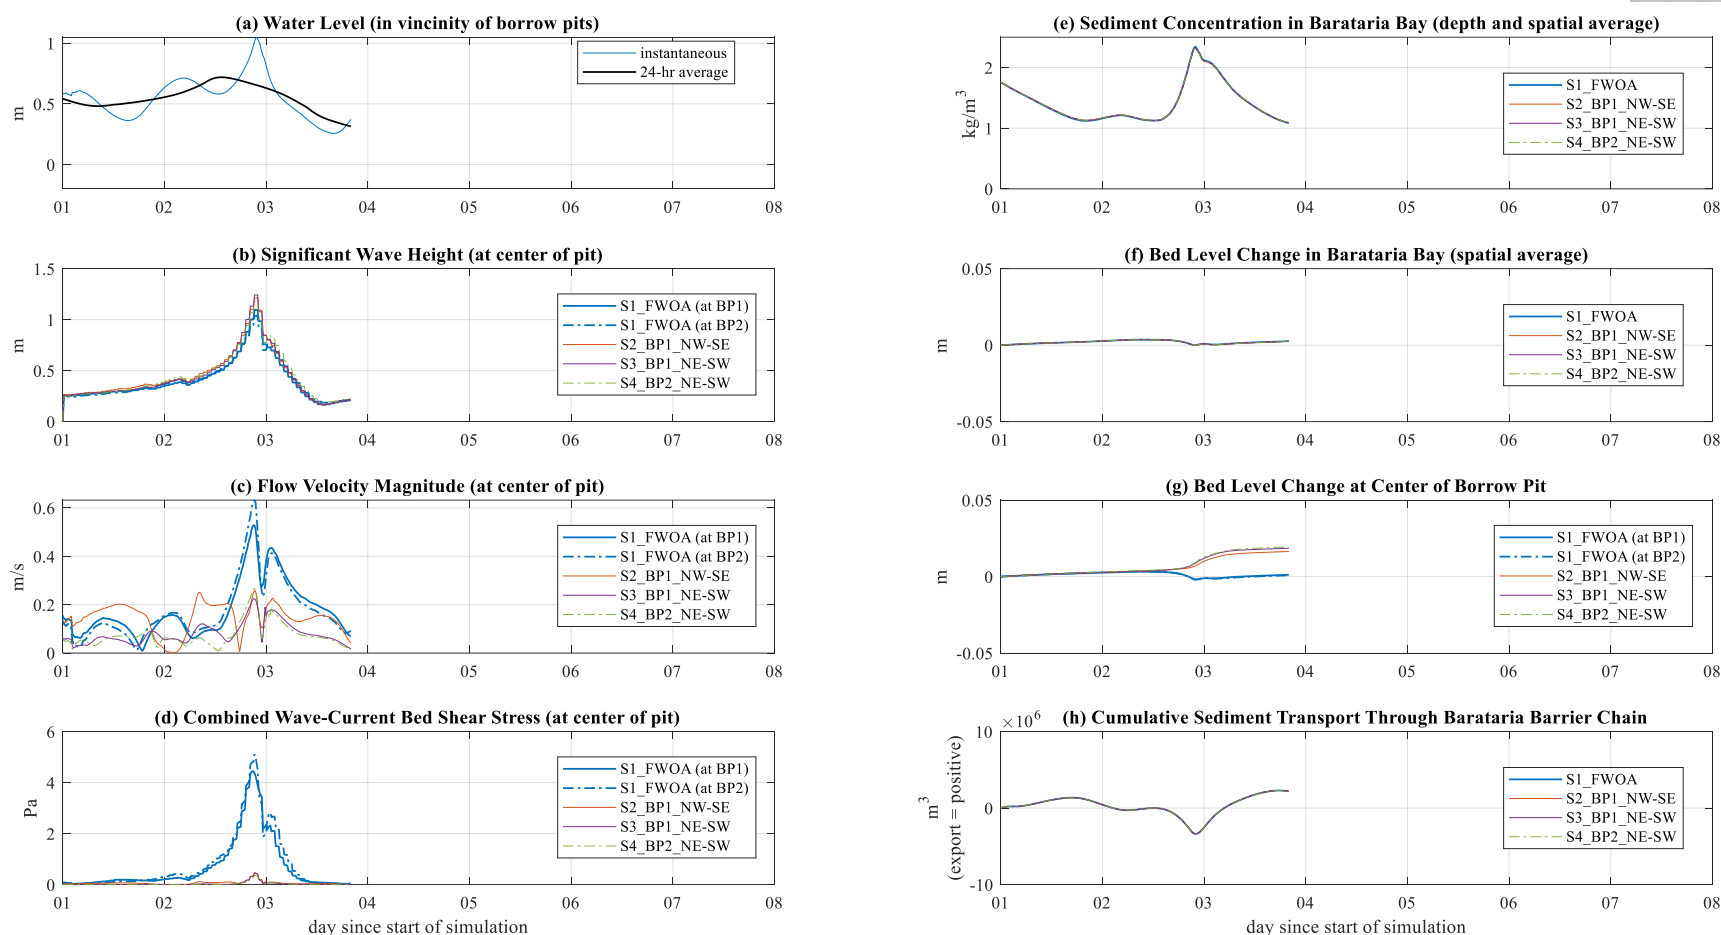 (a) Water Level (in vincinity of borrow pits)
1
0.5
0
m
instantaneous
24-hr average
01 02 03 04 05 06 07 08
(b) Significant Wave Height (at center of pit)
1.5
1
0.5
0
m
S1_FWOA (at BP1)
S1_FWOA (at BP2)
S2_BP1_NW-SE
S3_BP1_NE-SW
S4_BP2_NE-SW
01 02 03 04 05 06 07 08
(c) Flow Velocity Magnitude (at center of pit)
0.6
0.4
0.2
0
m/s
S1_FWOA (at BP1)
S1_FWOA (at BP2)
S2_BP1_NW-SE
S3_BP1_NE-SW
S4_BP2_NE-SW
01 02 03 04 05 06 07 08
(d) Combined Wave-Current Bed Shear Stress (at center of pit)
6
4
2
0
Pa
S1_FWOA (at BP1)
S1_FWOA (at BP2)
S2_BP1_NW-SE
S3_BP1_NE-SW
S4_BP2_NE-SW
01 02 03 04 05 06 07 08
day since start of simulation
(e) Sediment Concentration in Barataria Bay (depth and spatial average)
2
1
0
kg/m³
S1_FWOA
S2_BP1_NW-SE
S3_BP1_NE-SW
S4_BP2_NE-SW
01 02 03 04 05 06 07 08
(f) Bed Level Change in Barataria Bay (spatial average)
0.05
0
-0.05
m
S1_FWOA
S2_BP1_NW-SE
S3_BP1_NE-SW
S4_BP2_NE-SW
01 02 03 04 05 06 07 08
(g) Bed Level Change at Center of Borrow Pit
0.05
0
-0.05
m
S1_FWOA (at BP1)
S1_FWOA (at BP2)
S2_BP1_NW-SE
S3_BP1_NE-SW
S4_BP2_NE-SW
01 02 03 04 05 06 07 08
(h) Cumulative Sediment Transport Through Barataria Barrier Chain
×10⁶
10
0
-10
m³
(export = positive)
S1_FWOA
S2_BP1_NW-SE
S3_BP1_NE-SW
S4_BP2_NE-SW
01 02 03 04 05 06 07 08
day since start of simulation